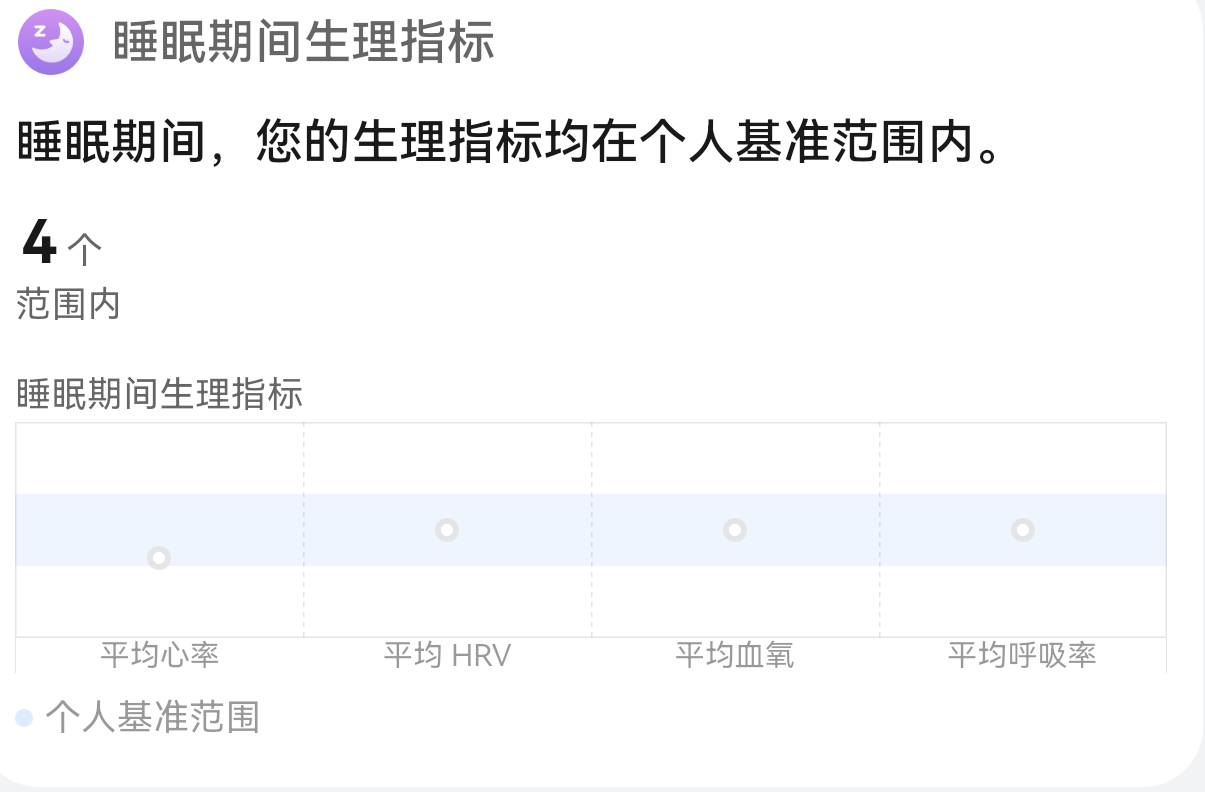 z
睡眠期间生理指标
睡眠期间，您的生理指标均在个人基准范围内。
4 个
范围内
睡眠期间生理指标
平均心率 平均 HRV 平均血氧 平均呼吸率
个人基准范围